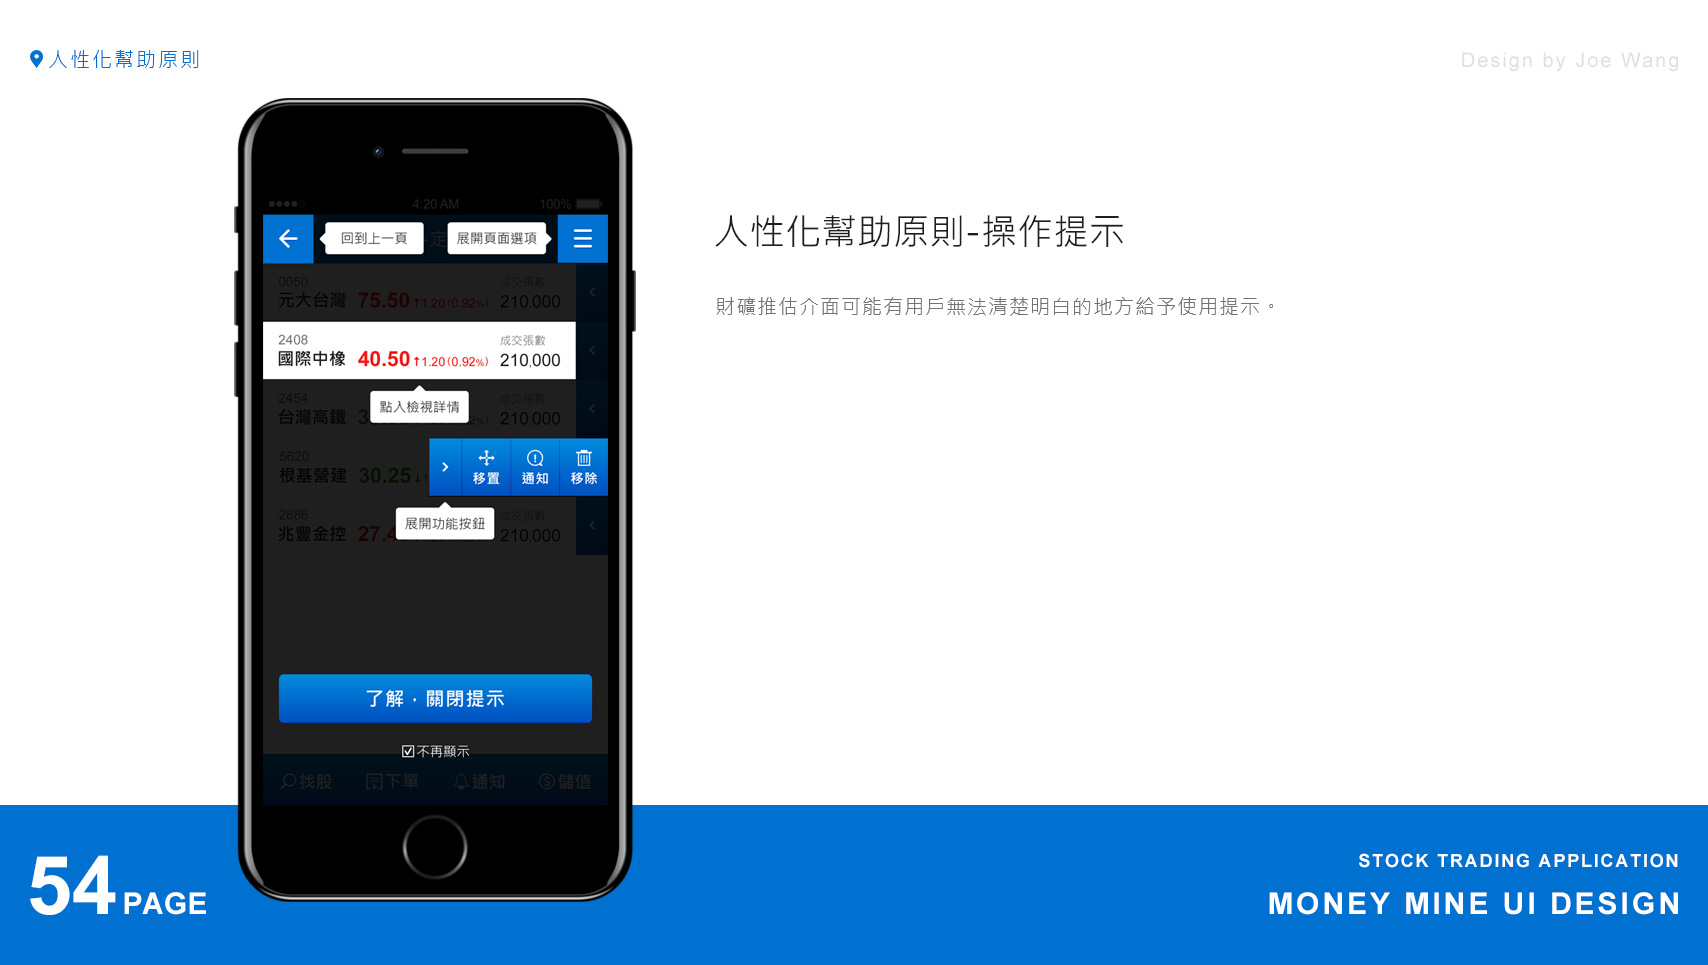 人性化幫助原則
Design by Joe Wang
4:20 AM 100%
回到上一頁 展開頁面選項
0050 成交張數
元大台灣 75.50 ↑1.20(0.92%) 210,000
2408 成交張數
國際中橡 40.50 ↑1.20(0.92%) 210,000
點入檢視詳情
2454
台灣高鐵 210,000
5620
根基營建 30.25
移置 通知 移除
展開功能按鈕
2886 成交張數
兆豐金控 27.4 210,000
了解．關閉提示
不再顯示
找股 下單 通知 儲值
人性化幫助原則-操作提示
財礦推估介面可能有用戶無法清楚明白的地方給予使用提示。
54 PAGE
STOCK TRADING APPLICATION
MONEY MINE UI DESIGN